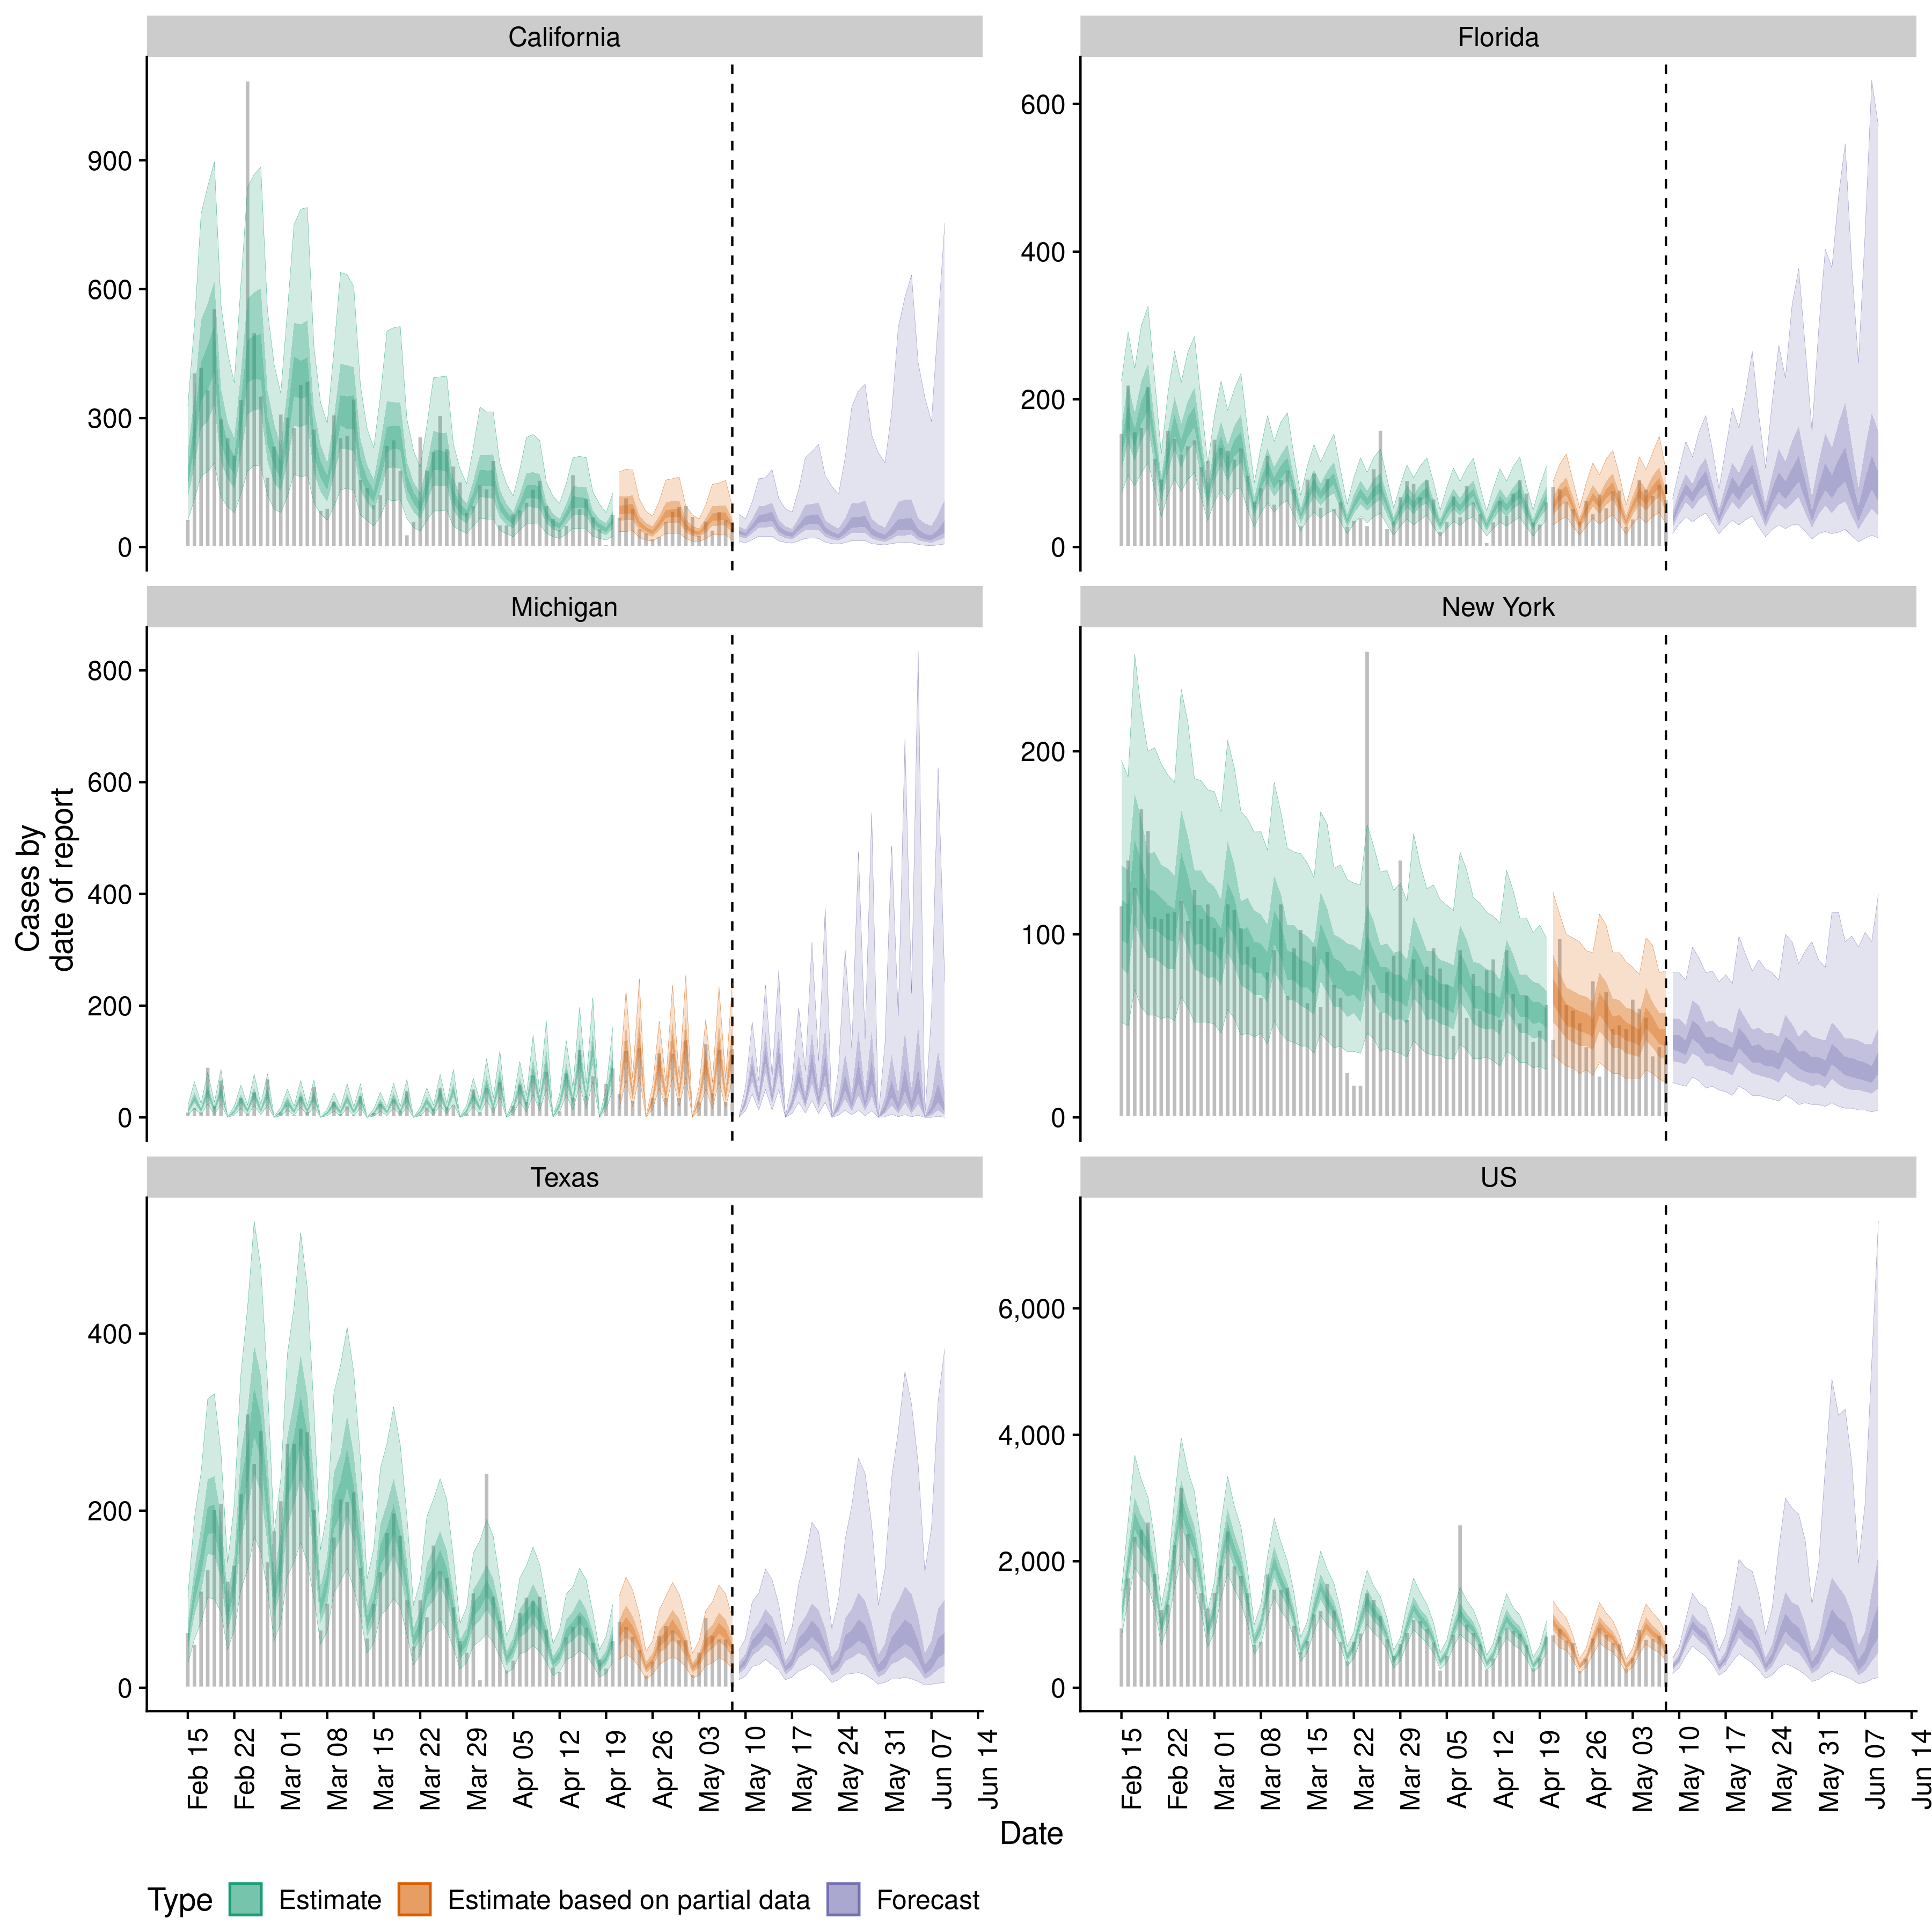 California
Florida
900
600
300
0
600
400
200
0
Michigan
New York
800
600
400
200
0
200
100
0
Texas
US
400
200
0
6,000
4,000
2,000
0
Cases by
date of report
Feb 15
Feb 22
Mar 01
Mar 08
Mar 15
Mar 22
Mar 29
Apr 05
Apr 12
Apr 19
Apr 26
May 03
May 10
May 17
May 24
May 31
Jun 07
Jun 14
Feb 15
Feb 22
Mar 01
Mar 08
Mar 15
Mar 22
Mar 29
Apr 05
Apr 12
Apr 19
Apr 26
May 03
May 10
May 17
May 24
May 31
Jun 07
Jun 14
Date
Type Estimate Estimate based on partial data Forecast